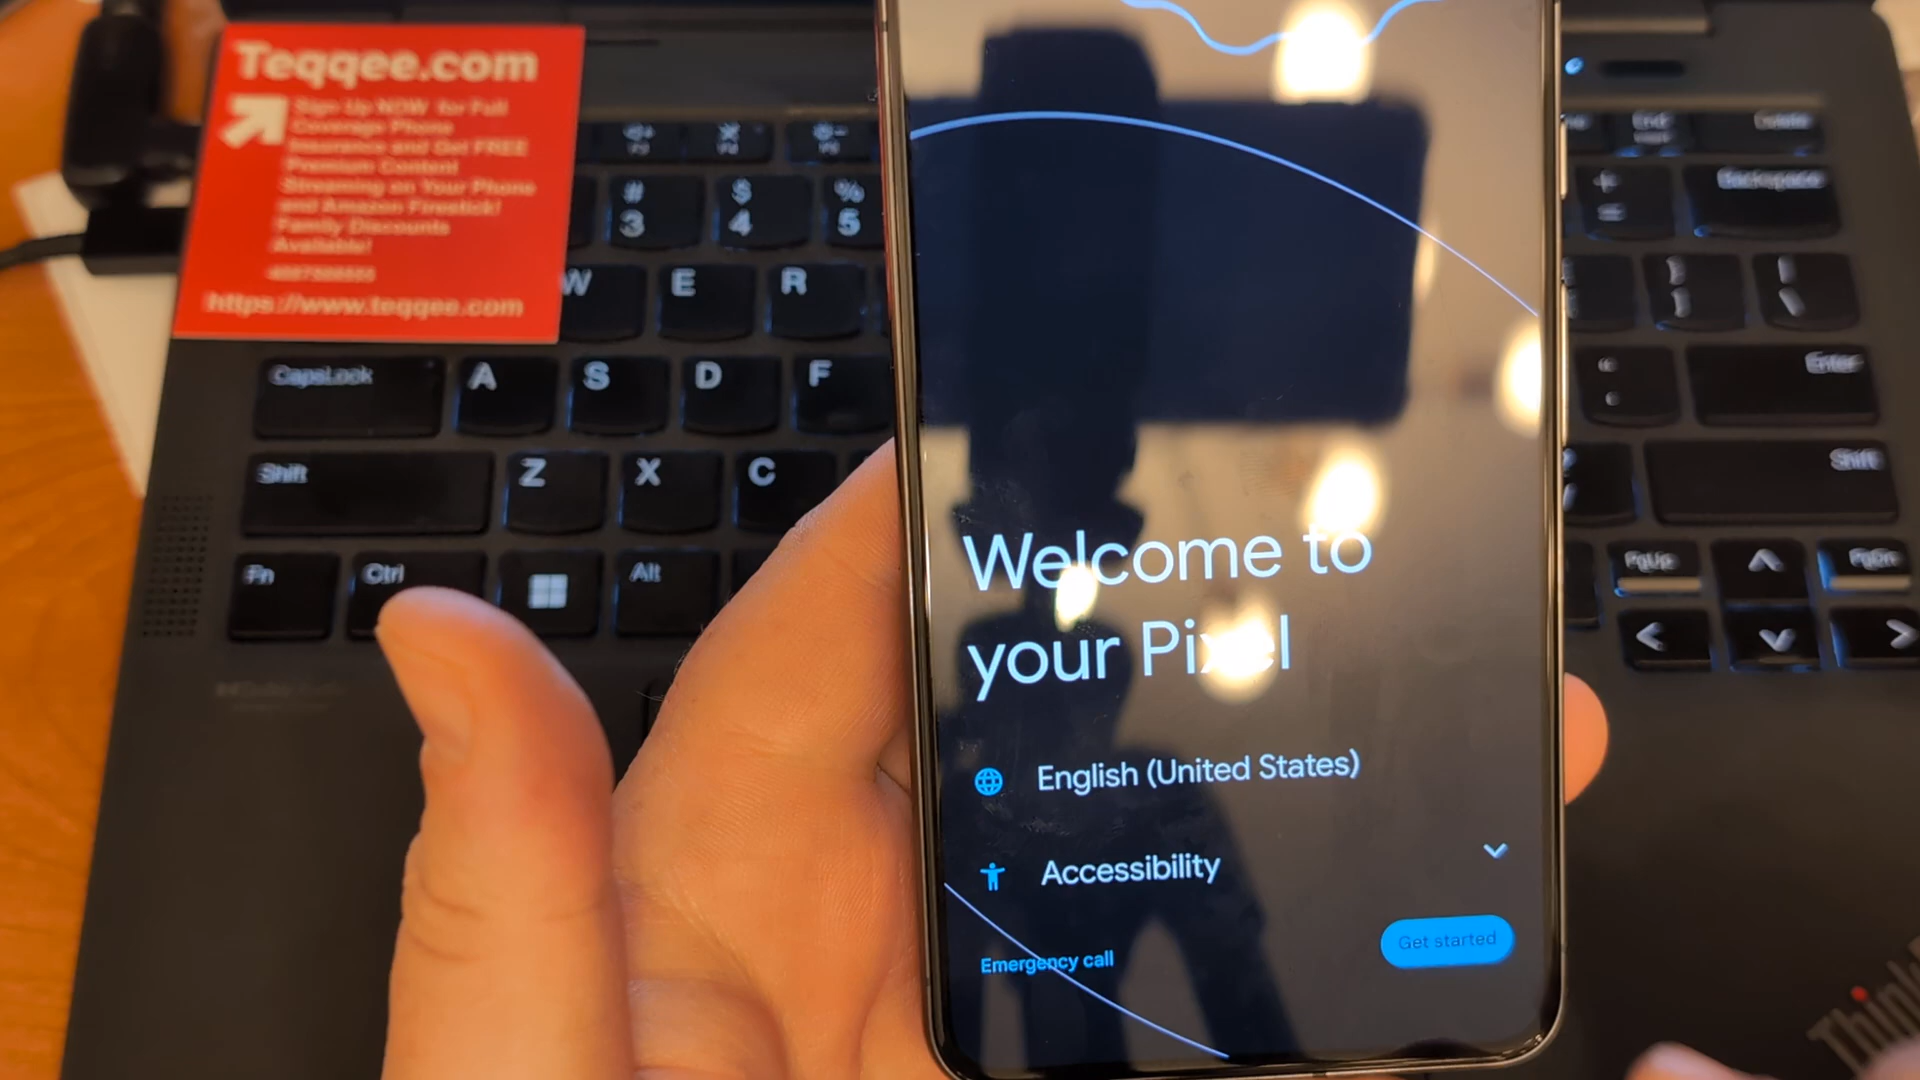 Teqqee.com
Sign Up NOW for Full
Coverage Phone
Insurance and Get FREE
Premium Content
Streaming on Your Phone
and Amazon Firestick!
Family Discounts
Available!
https://www.teqqee.com
Welcome to
your Pixel
English (United States)
Accessibility
Emergency call
Get started
End
Delete
# $ %
3 4 5
+
=
Backspace
W E R
CapsLock A S D F
Enter
Shift Z X C
Shift
Fn Ctrl Alt
PgUp PgDn
Think